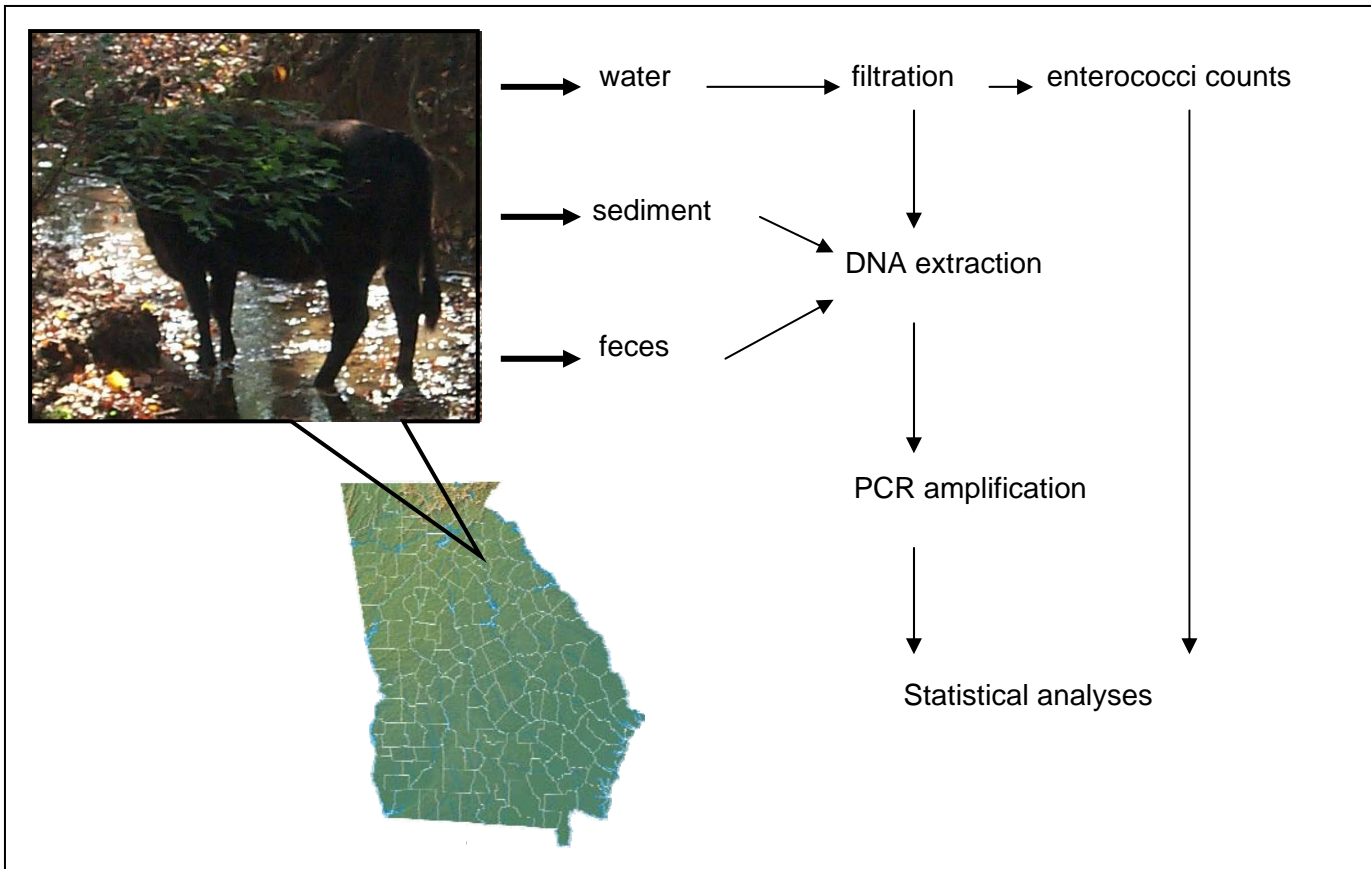 water filtration enterococci counts
sediment
DNA extraction
feces
PCR amplification
Statistical analyses